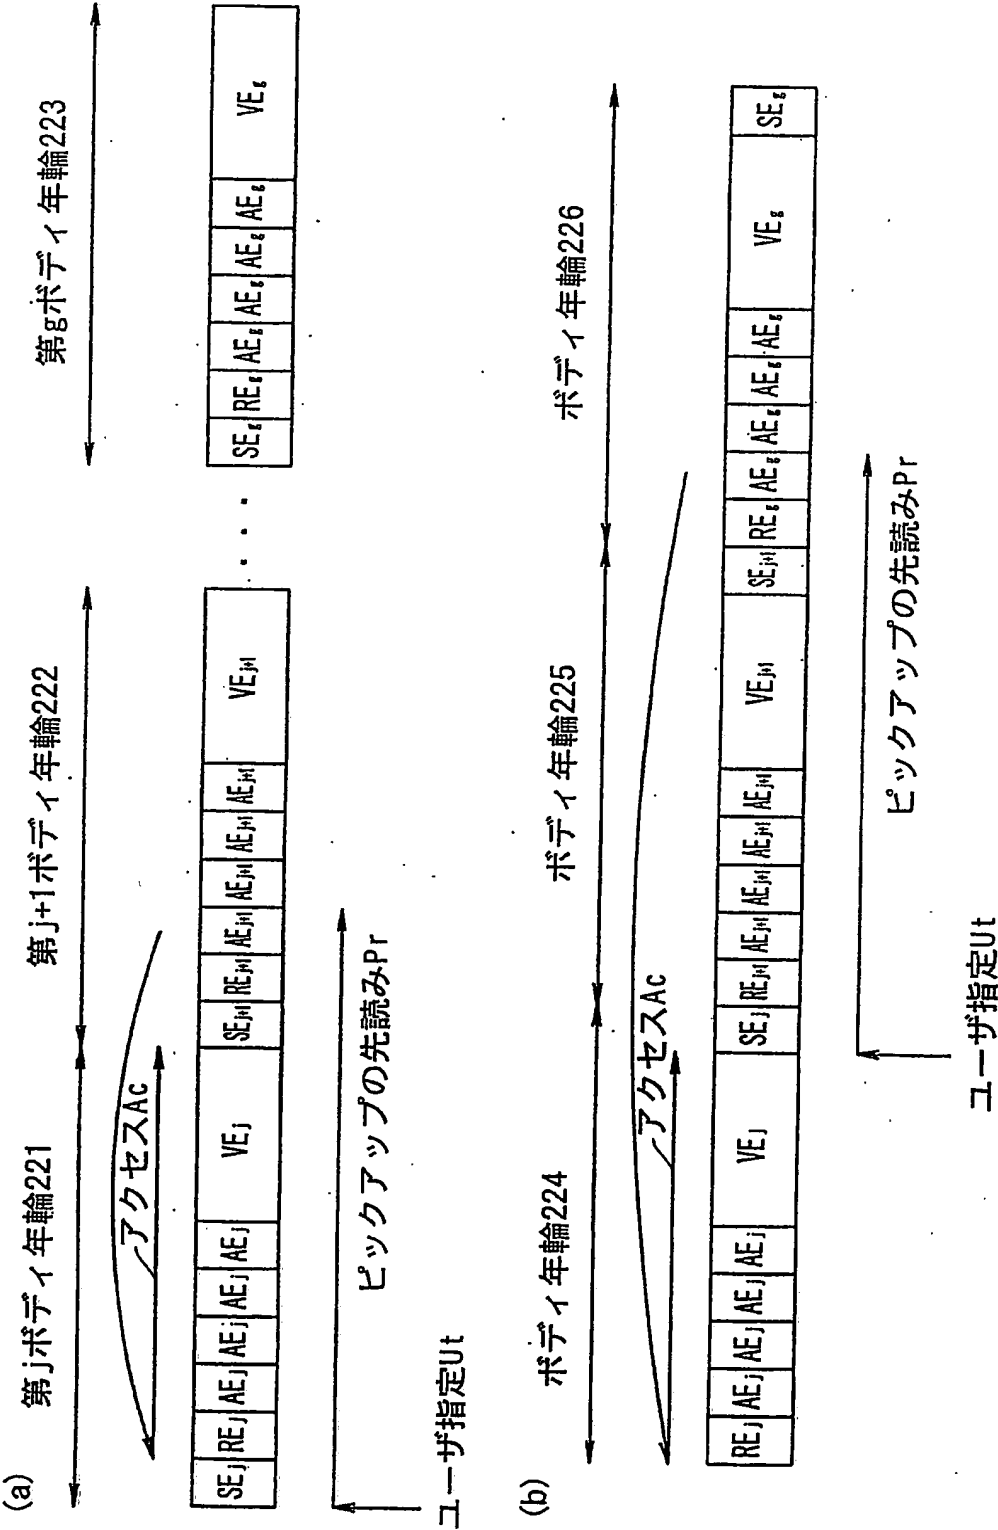 (a)
第jボディ年輪221
第j+1ボディ年輪222
第gボディ年輪223
アクセスAc
SEj REj AEj AEj AEj AEj VEj SEj+1 REj+1 AEj+1 AEj+1 AEj+1 AEj+1 VEj+1 ・・・ SEg REg AEg AEg AEg AEg VEg
ピックアップの先読みPr
ユーザ指定Ut
(b)
ボディ年輪224
ボディ年輪225
ボディ年輪226
アクセスAc
REj AEj AEj AEj AEj VEj SEj REj+1 AEj+1 AEj+1 AEj+1 AEj+1 VEj+1 SEj+1 REg AEg AEg AEg AEg VEg SEg
ピックアップの先読みPr
ユーザ指定Ut